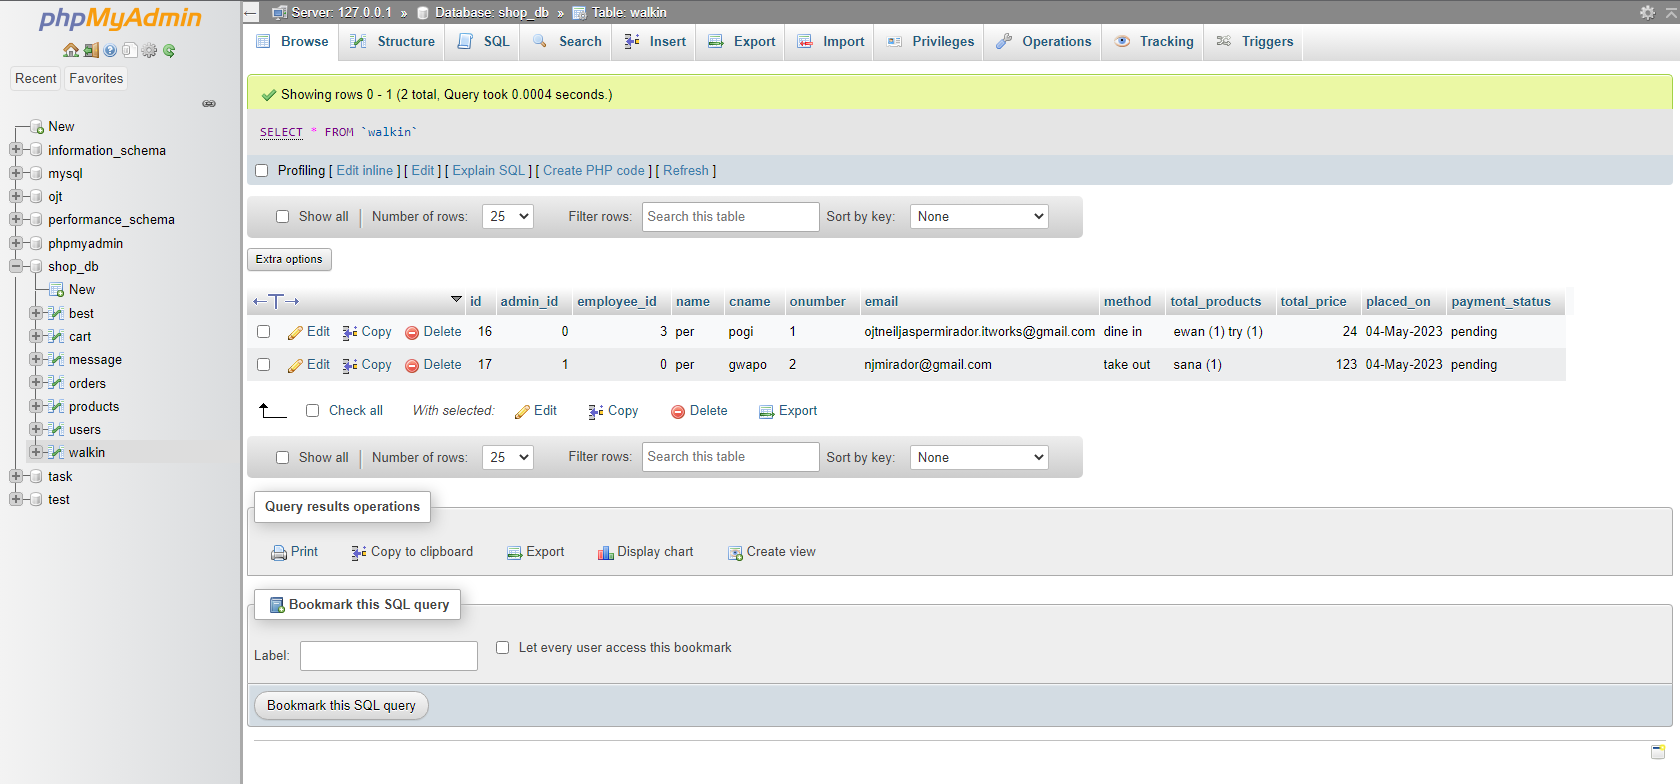 phpMyAdmin
Recent Favorites
New
information_schema
mysql
ojt
performance_schema
phpmyadmin
shop_db
New
best
cart
message
orders
products
users
walkin
task
test
Server: 127.0.0.1 » Database: shop_db » Table: walkin
Browse Structure SQL Search Insert Export Import Privileges Operations Tracking Triggers
Showing rows 0 - 1 (2 total, Query took 0.0004 seconds.)
SELECT * FROM `walkin`
Profiling [ Edit inline ] [ Edit ] [ Explain SQL ] [ Create PHP code ] [ Refresh ]
Show all Number of rows: 25 Filter rows: Search this table Sort by key: None
Extra options
id admin_id employee_id name cname onumber email method total_products total_price placed_on payment_status
Edit Copy Delete 16 0 3 per pogi 1 ojtneiljaspermirador.itworks@gmail.com dine in ewan (1) try (1) 24 04-May-2023 pending
Edit Copy Delete 17 1 0 per gwapo 2 njmirador@gmail.com take out sana (1) 123 04-May-2023 pending
Check all With selected: Edit Copy Delete Export
Show all Number of rows: 25 Filter rows: Search this table Sort by key: None
Query results operations
Print Copy to clipboard Export Display chart Create view
Bookmark this SQL query
Label: Let every user access this bookmark
Bookmark this SQL query